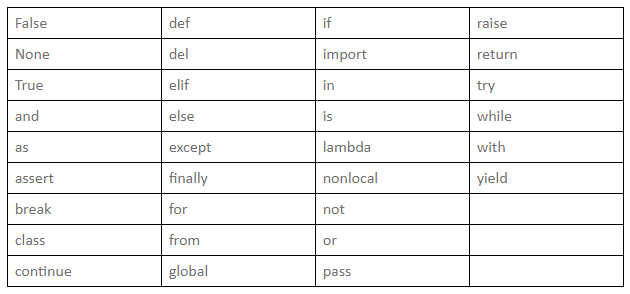 False def if raise
None del import return
True elif in try
and else is while
as except lambda with
assert finally nonlocal yield
break for not
class from or
continue global pass